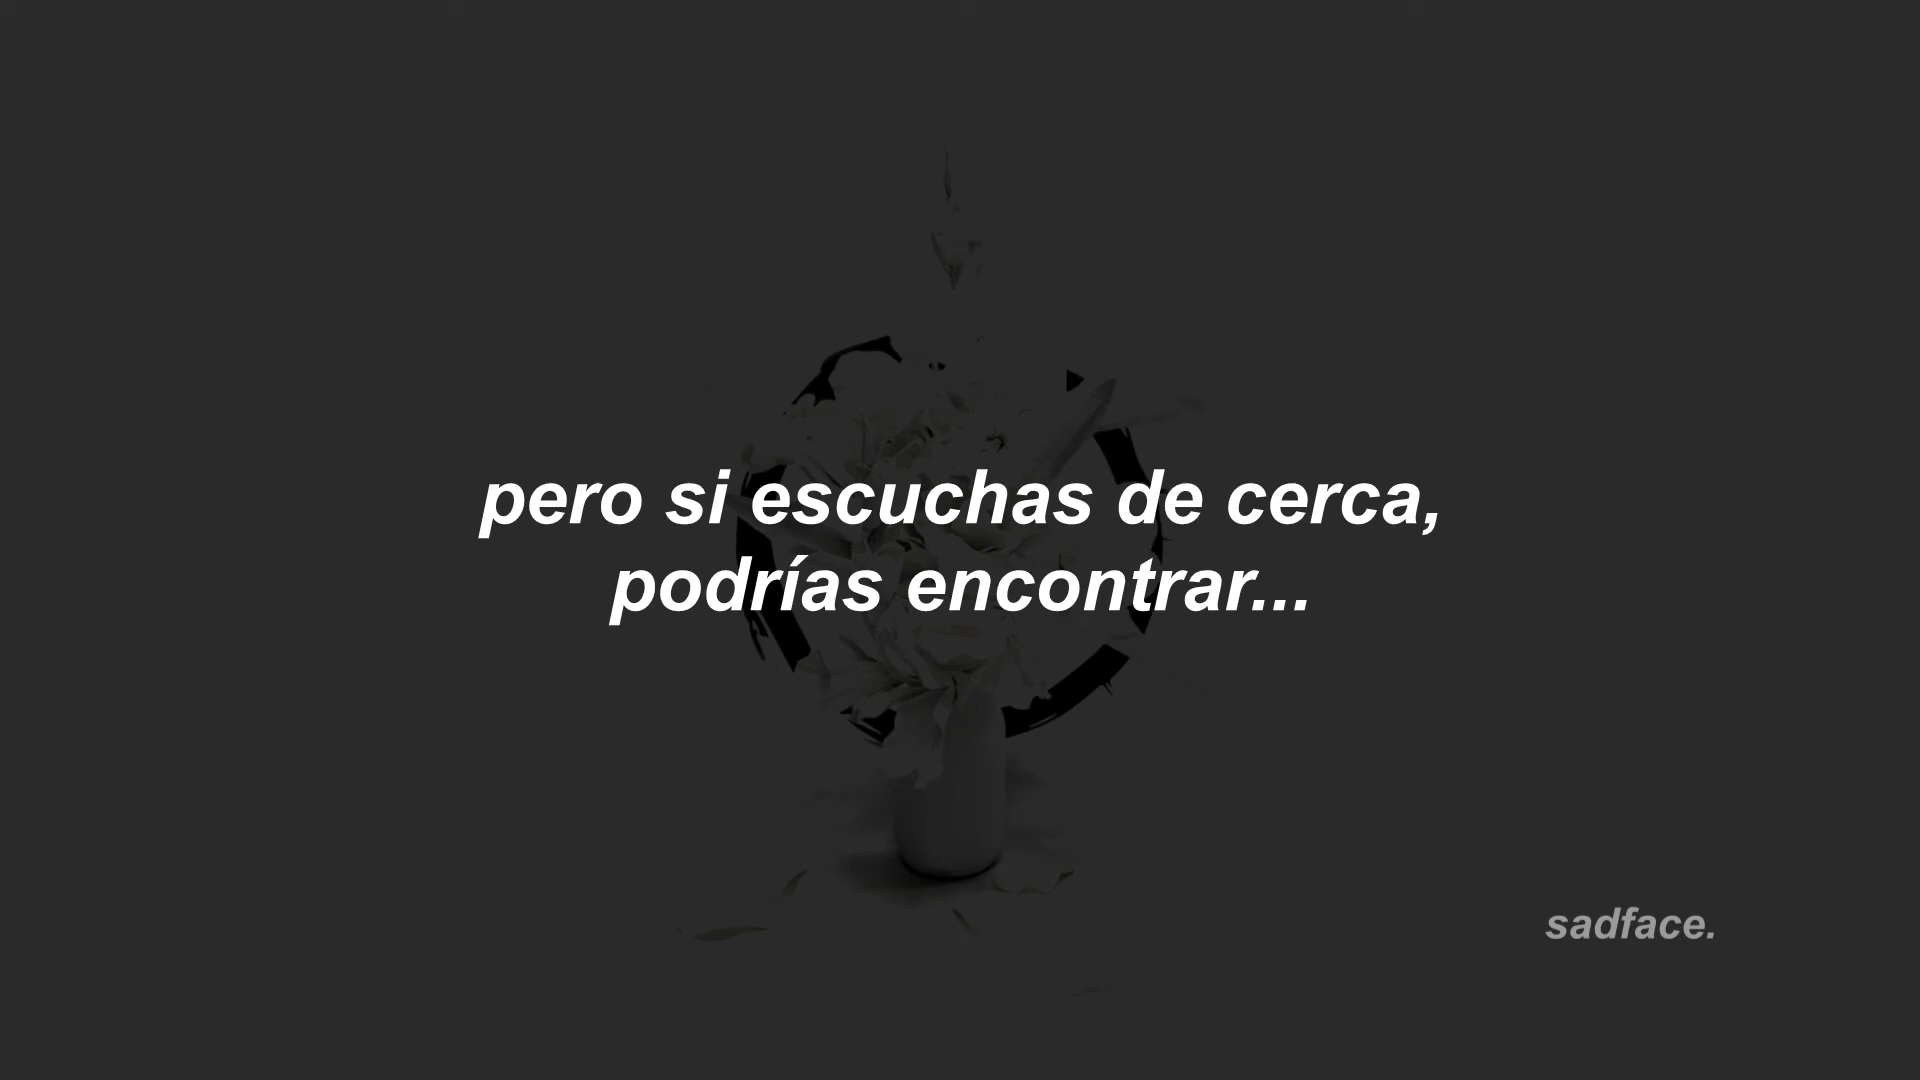 pero si escuchas de cerca,
podrías encontrar...
sadface.